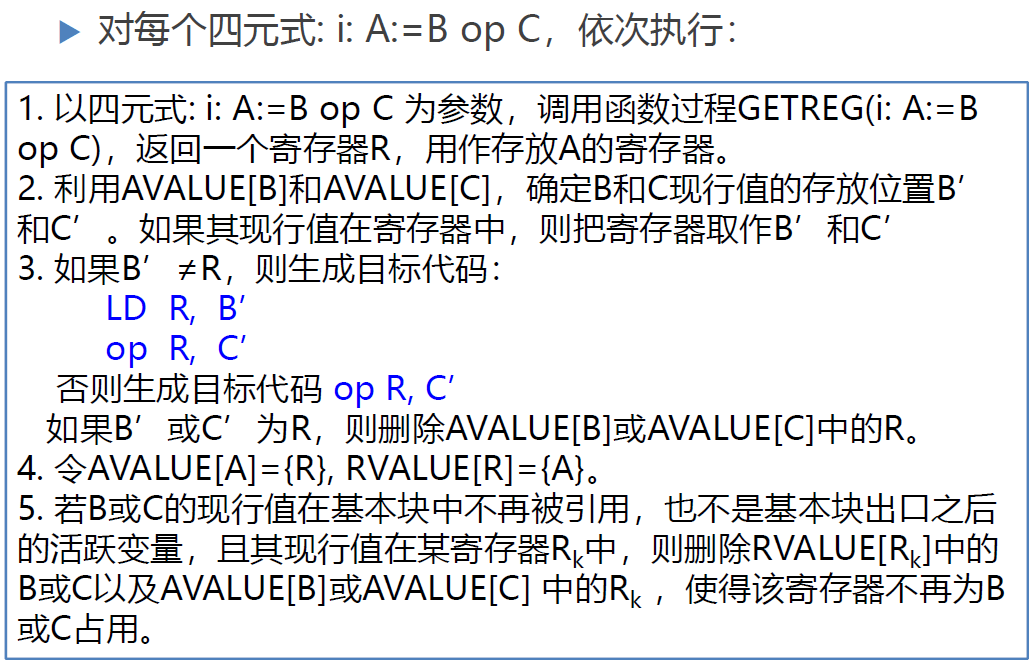 对每个四元式: i: A:=B op C，依次执行：
1. 以四元式: i: A:=B op C 为参数，调用函数过程GETREG(i: A:=B
op C)，返回一个寄存器R，用作存放A的寄存器。
2. 利用AVALUE[B]和AVALUE[C]，确定B和C现行值的存放位置B′
和C′ 。如果其现行值在寄存器中，则把寄存器取作B′ 和C′
3. 如果B′ ≠R，则生成目标代码：
LD R, B′
op R, C′
否则生成目标代码 op R, C′
如果B′ 或C′ 为R，则删除AVALUE[B]或AVALUE[C]中的R。
4. 令AVALUE[A]={R}, RVALUE[R]={A}。
5. 若B或C的现行值在基本块中不再被引用，也不是基本块出口之后
的活跃变量，且其现行值在某寄存器Rk中，则删除RVALUE[Rk]中的
B或C以及AVALUE[B]或AVALUE[C] 中的Rk ，使得该寄存器不再为B
或C占用。